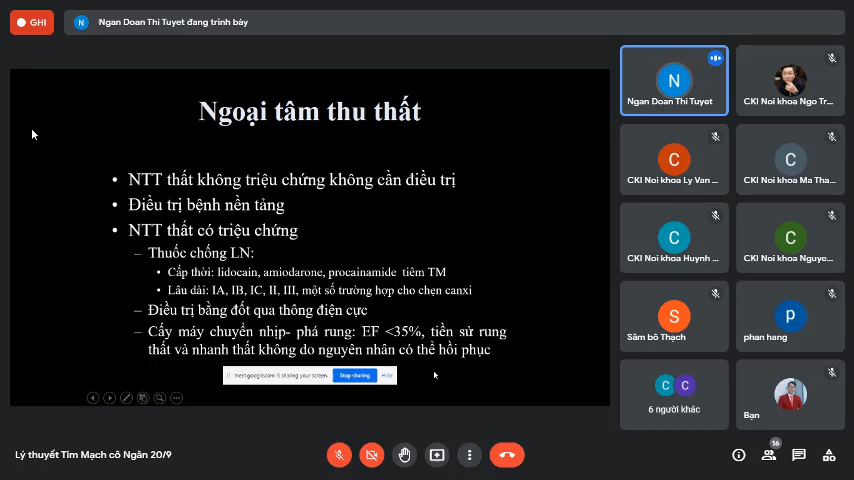 GHI
N
Ngan Doan Thi Tuyet đang trình bày
Ngoại tâm thu thất
• NTT thất không triệu chứng không cần điều trị
• Điều trị bệnh nền tảng
• NTT thất có triệu chứng
– Thuốc chống LN:
• Cấp thời: lidocain, amiodarone, procainamide tiêm TM
• Lâu dài: IA, IB, IC, II, III, một số trường hợp cho chẹn canxi
– Điều trị bằng đốt qua thông điện cực
– Cấy máy chuyển nhịp- phá rung: EF <35%, tiền sử rung
thất và nhanh thất không do nguyên nhân có thể hồi phục
meet.google.com is sharing your screen.
Stop sharing
Hide
N
Ngan Doan Thi Tuyet
CKI Noi khoa Ngo Tr...
C
CKI Noi khoa Ly Van ...
C
CKI Noi khoa Ma Tha...
C
CKI Noi khoa Huynh ...
C
CKI Noi khoa Nguye...
S
Săm bô Thạch
p
phan hang
C
C
6 người khác
Bạn
Lý thuyết Tim Mạch cô Ngân 20/9
16